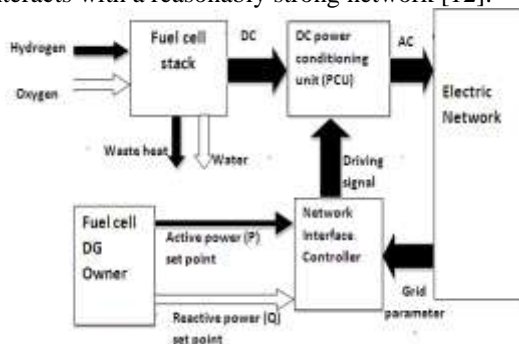 nteracts with a reasonably strong network [12].
Hydrogen
Oxygen
Fuel cell
stack
DC
DC power
conditioning
unit (PCU)
AC
Electric
Network
Waste heat
Water
Driving
signal
Fuel cell
DG
Owner
Active power (P)
set point
Reactive power (Q)
set point
Network
Interface
Controller
Grid
parameter